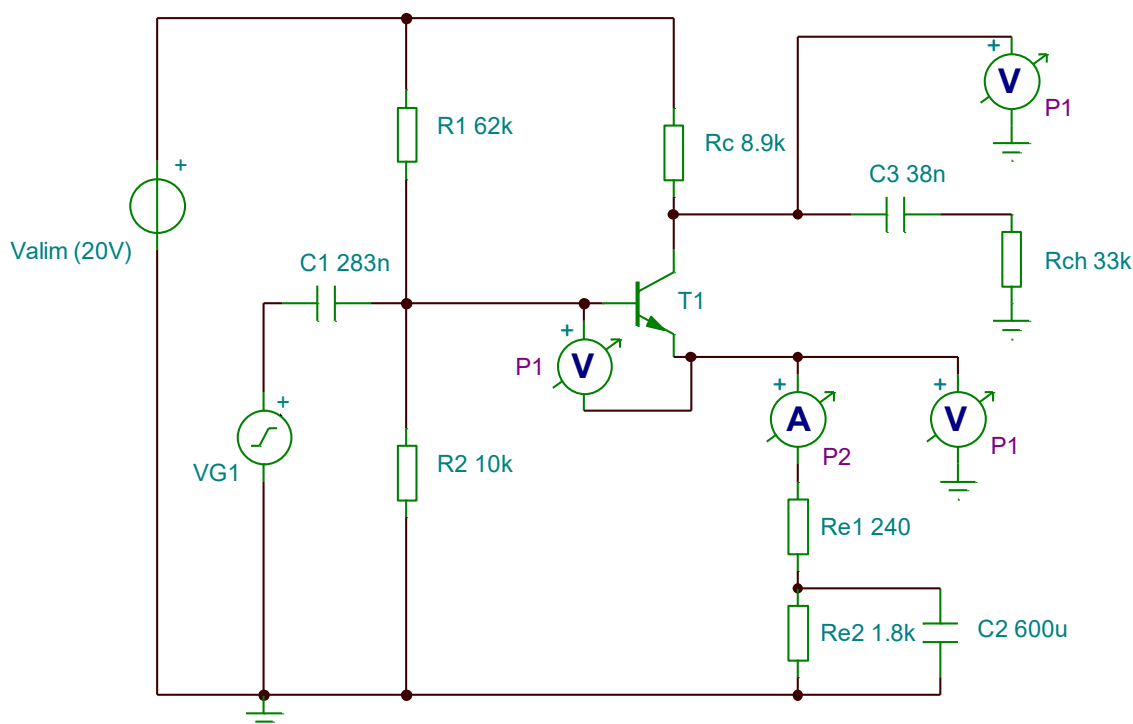 +
V
P1
R1 62k
Rc 8.9k
C3 38n
+
Valim (20V)
Rch 33k
C1 283n
T1
+
V
P1
+
A
P2
+
V
P1
+
VG1
R2 10k
Re1 240
Re2 1.8k
C2 600u